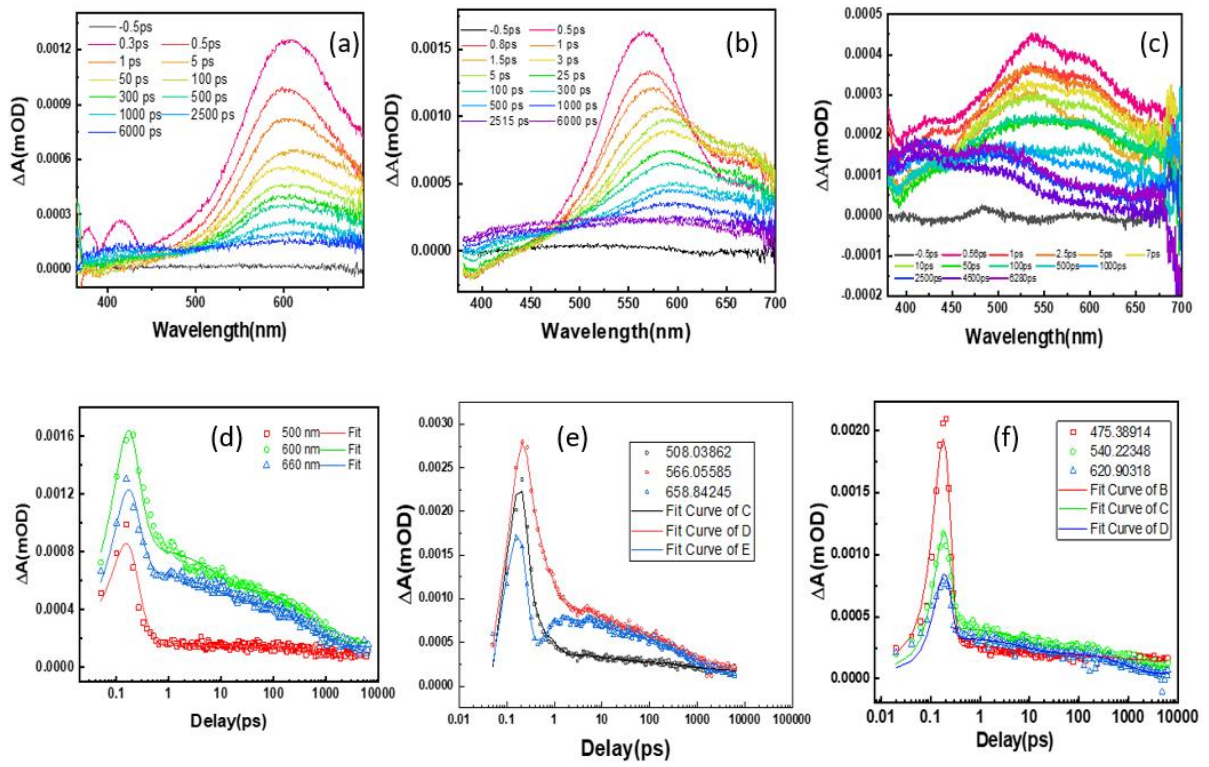 (a)
-0.5ps
0.3ps 0.5ps
1 ps 5 ps
50 ps 100 ps
300 ps 500 ps
1000 ps 2500 ps
6000 ps
0.0012
0.0009
0.0006
0.0003
0.0000
ΔA(mOD)
400 450 500 550 600 650
Wavelength(nm)
(b)
-0.5ps 0.5ps
0.8ps 1 ps
1.5ps 3 ps
5 ps 25 ps
100 ps 300 ps
500 ps 1000 ps
2515 ps 6000 ps
0.0015
0.0010
0.0005
0.0000
ΔA(mOD)
400 450 500 550 600 650 700
Wavelength(nm)
(c)
0.0005
0.0004
0.0003
0.0002
0.0001
0.0000
-0.0001
-0.0002
ΔA(mOD)
-0.5ps 0.56ps 1ps 2.5ps 5ps 7ps
10ps 50ps 100ps 500ps 1000ps
2500ps 4500ps 6280ps
400 450 500 550 600 650 700
Wavelength(nm)
(d)
500 nm Fit
600 nm Fit
660 nm Fit
0.0016
0.0012
0.0008
0.0004
0.0000
ΔA(mOD)
0.1 1 10 100 1000 10000
Delay(ps)
(e)
508.03862
566.05585
658.84245
Fit Curve of C
Fit Curve of D
Fit Curve of E
0.0030
0.0025
0.0020
0.0015
0.0010
0.0005
0.0000
ΔA(mOD)
0.01 0.1 1 10 100 1000 10000 100000
Delay(ps)
(f)
475.38914
540.22348
620.90318
Fit Curve of B
Fit Curve of C
Fit Curve of D
0.0020
0.0015
0.0010
0.0005
0.0000
ΔA(mOD)
0.01 0.1 1 10 100 1000 10000
Delay(ps)